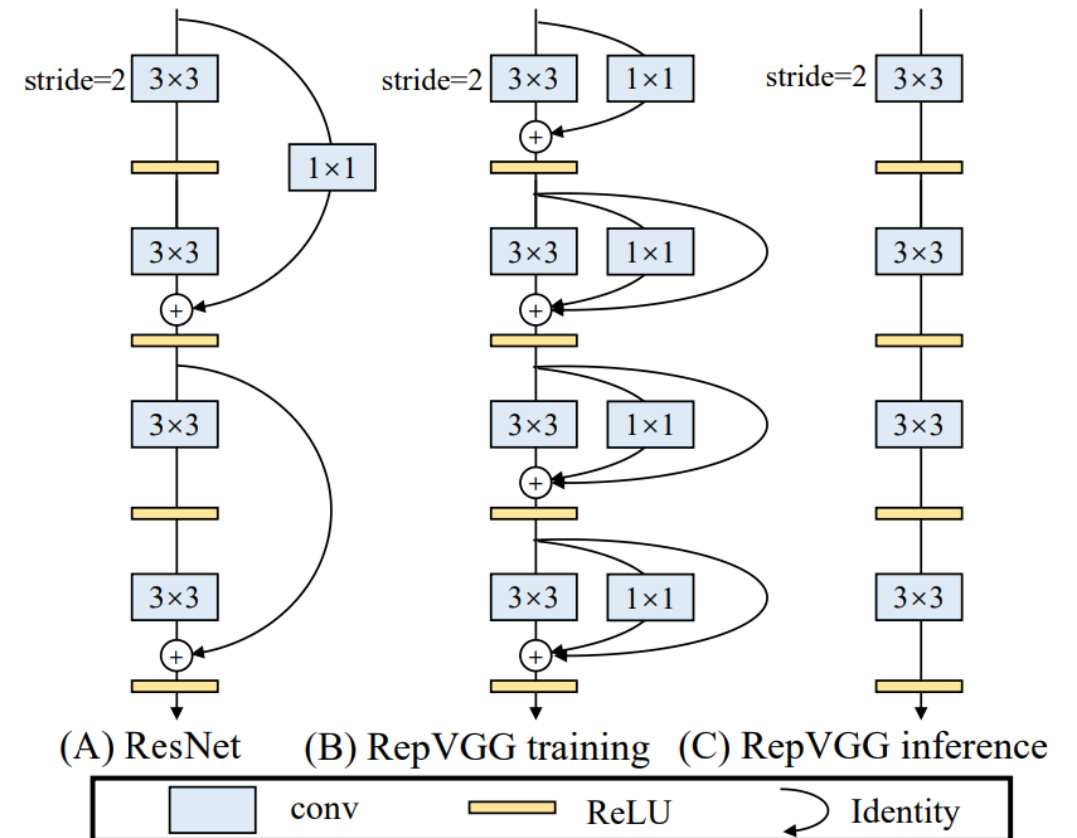 stride=2 3×3
1×1
3×3
+
3×3
3×3
+
(A) ResNet
stride=2 3×3 1×1
+
3×3 1×1
+
3×3 1×1
+
3×3 1×1
+
(B) RepVGG training
stride=2 3×3
3×3
3×3
3×3
(C) RepVGG inference
conv ReLU Identity